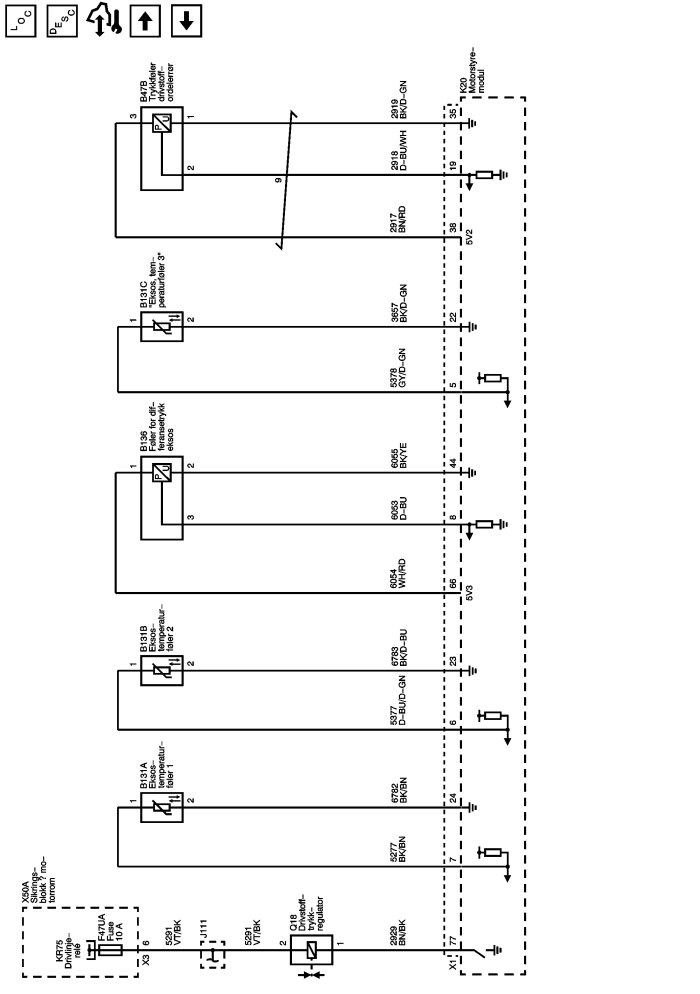 LOC
DESC
X50A
Sikrings–
blokk ? mo–
torrom
KR75
Drivlinje–
relé
F47UA
Fuse
10 A
6
X3
5291
VT/BK
J111
5291
VT/BK
2
Q18
Drivstoff–
trykk–
regulator
1
2929
BN/BK
77
X1
B131A
Eksos–
temperatur–
føler 1
1
2
6782
BK/BN
24
5277
BK/BN
7
B131B
Eksos–
temperatur–
føler 2
1
2
6783
BK/D–BU
23
5377
D–BU/D–GN
6
B136
Føler for dif–
feransetrykk
eksos
1
P
U
2
3
6055
BK/YE
44
6053
D–BU
8
6054
WH/RD
66
5V3
B131C
"Eksos, tem–
peraturføler 3"
1
2
3657
BK/D–GN
22
5378
GY/D–GN
5
B47B
Trykkføler
drivstoff–
ordelerrør
3
P
U
1
2
9
2919
BK/D–GN
35
2918
D–BU/WH
19
2917
BN/RD
38
5V2
K20
Motorstyre–
modul